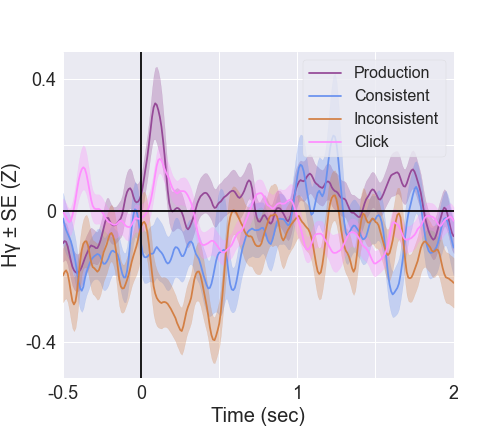 Production
Consistent
Inconsistent
Click
Hγ ± SE (Z)
0.4
0
-0.4
-0.5
0
1
2
Time (sec)